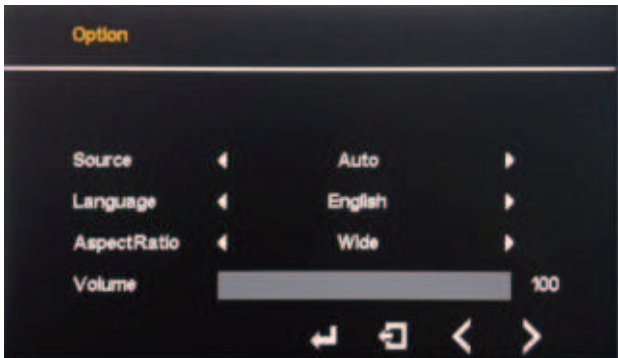 Option
Source Auto
Language English
AspectRatio Wide
Volume 100